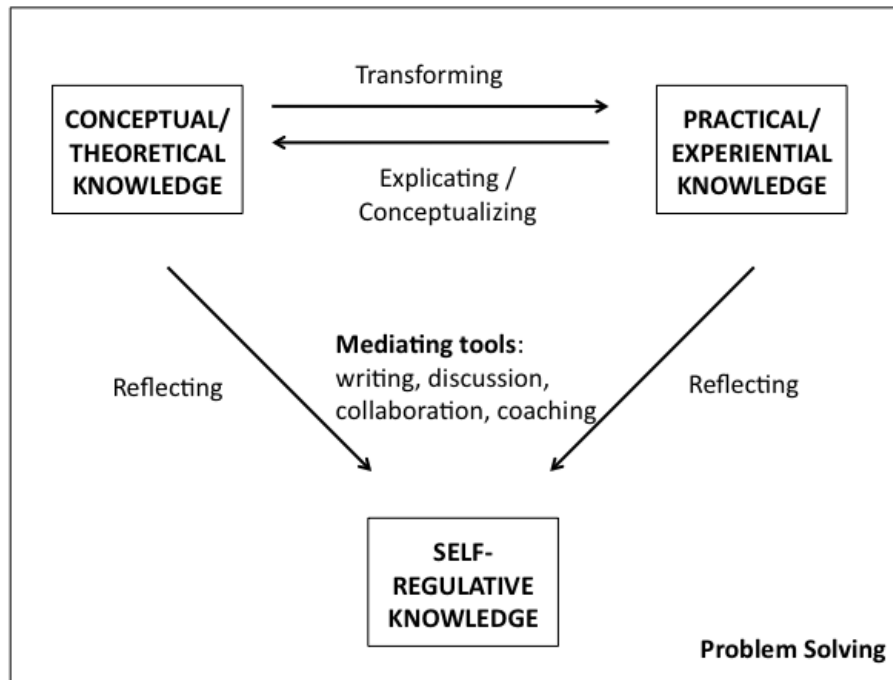 Transforming
CONCEPTUAL/
THEORETICAL
KNOWLEDGE
PRACTICAL/
EXPERIENTIAL
KNOWLEDGE
Explicating /
Conceptualizing
Mediating tools:
writing, discussion,
collaboration, coaching
Reflecting
Reflecting
SELF-
REGULATIVE
KNOWLEDGE
Problem Solving